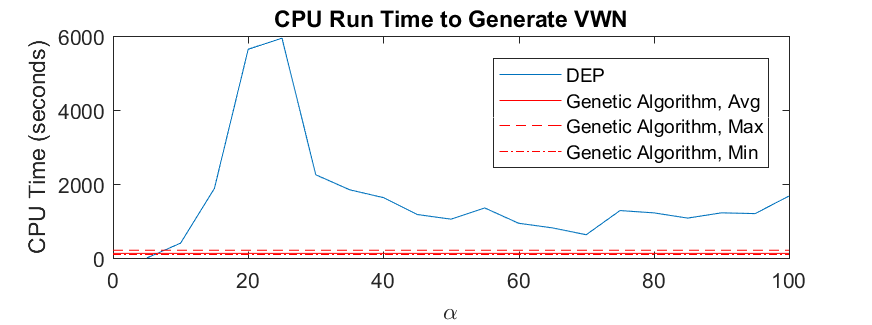 CPU Run Time to Generate VWN
CPU Time (seconds)
6000
4000
2000
0
DEP
Genetic Algorithm, Avg
Genetic Algorithm, Max
Genetic Algorithm, Min
0 20 40 60 80 100
α